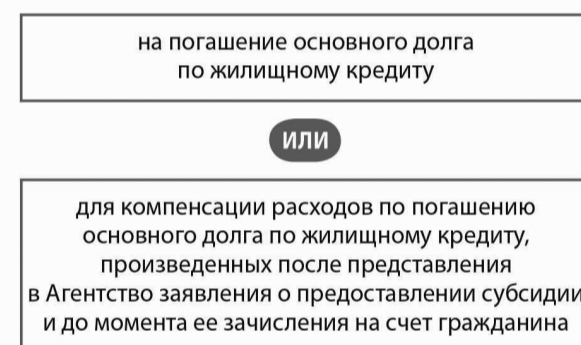 на погашение основного долга
по жилищному кредиту
ИЛИ
для компенсации расходов по погашению
основного долга по жилищному кредиту,
произведенных после представления
в Агентство заявления о предоставлении субсидии
и до момента ее зачисления на счет гражданина